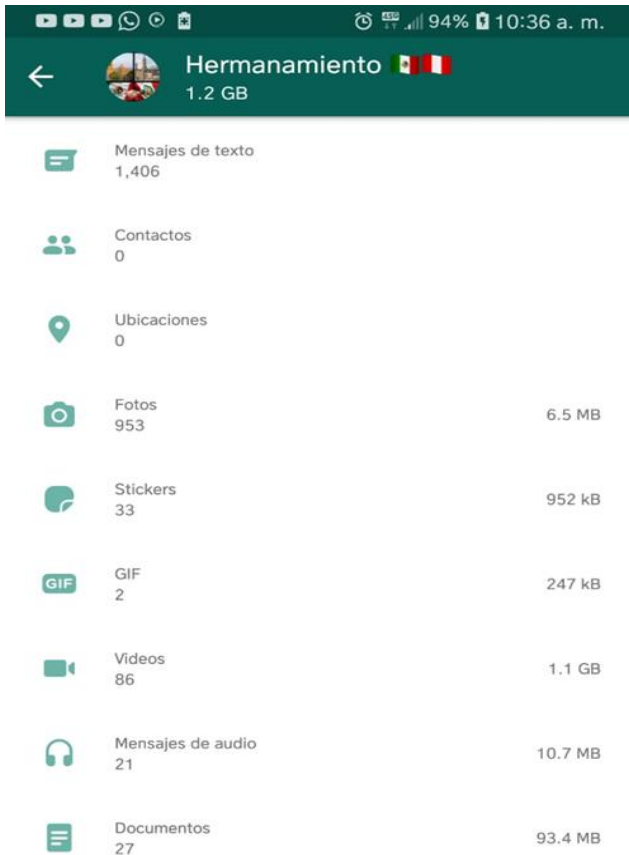 94% 10:36 a. m.
Hermanamiento 🇲🇽🇵🇪
1.2 GB
Mensajes de texto
1,406
Contactos
0
Ubicaciones
0
Fotos
953
6.5 MB
Stickers
33
952 kB
GIF
GIF
2
247 kB
Videos
86
1.1 GB
Mensajes de audio
21
10.7 MB
Documentos
27
93.4 MB